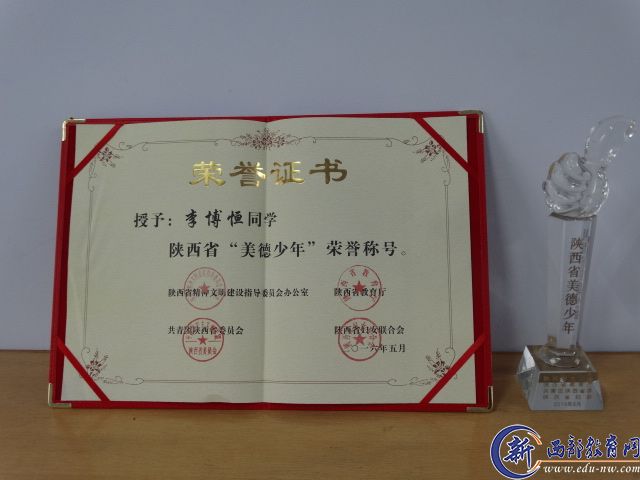 荣誉证书
授予：李博恒同学
陕西省“美德少年”荣誉称号。
陕西省精神文明建设指导委员会办公室 陕西省教育厅
共青团陕西省委员会 陕西省妇女联合会
二〇一六年五月
陕西省美德少年
新 西部教育网
www.edu-nw.com